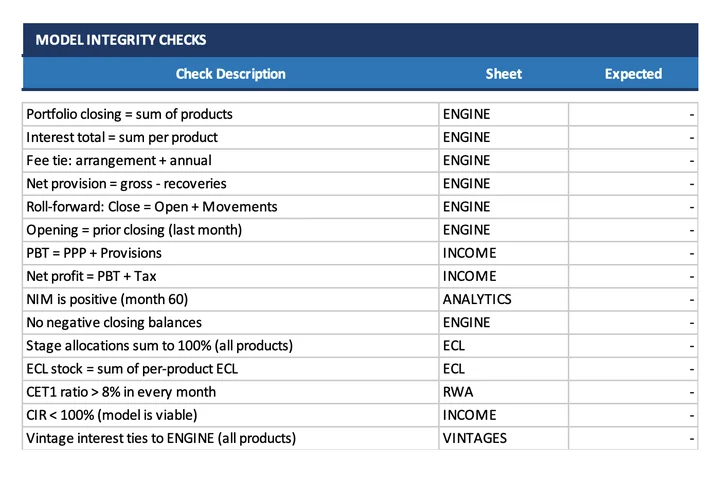 MODEL INTEGRITY CHECKS
Check Description Sheet Expected
Portfolio closing = sum of products ENGINE -
Interest total = sum per product ENGINE -
Fee tie: arrangement + annual ENGINE -
Net provision = gross - recoveries ENGINE -
Roll-forward: Close = Open + Movements ENGINE -
Opening = prior closing (last month) ENGINE -
PBT = PPP + Provisions INCOME -
Net profit = PBT + Tax INCOME -
NIM is positive (month 60) ANALYTICS -
No negative closing balances ENGINE -
Stage allocations sum to 100% (all products) ECL -
ECL stock = sum of per-product ECL ECL -
CET1 ratio > 8% in every month RWA -
CIR < 100% (model is viable) INCOME -
Vintage interest ties to ENGINE (all products) VINTAGES -